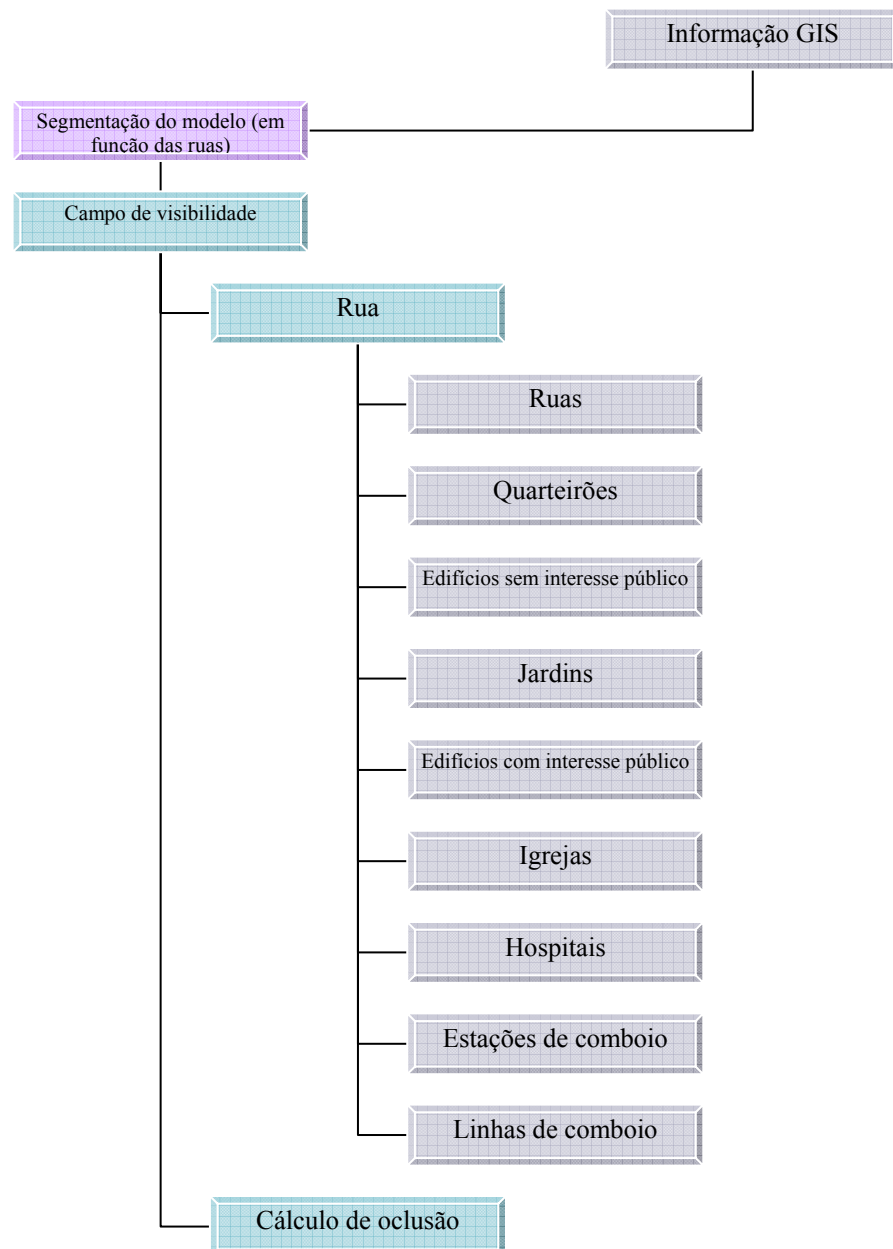 Informação GIS
Segmentação do modelo (em
função das ruas)
Campo de visibilidade
Rua
Ruas
Quarteirões
Edifícios sem interesse público
Jardins
Edifícios com interesse público
Igrejas
Hospitais
Estações de comboio
Linhas de comboio
Cálculo de oclusão